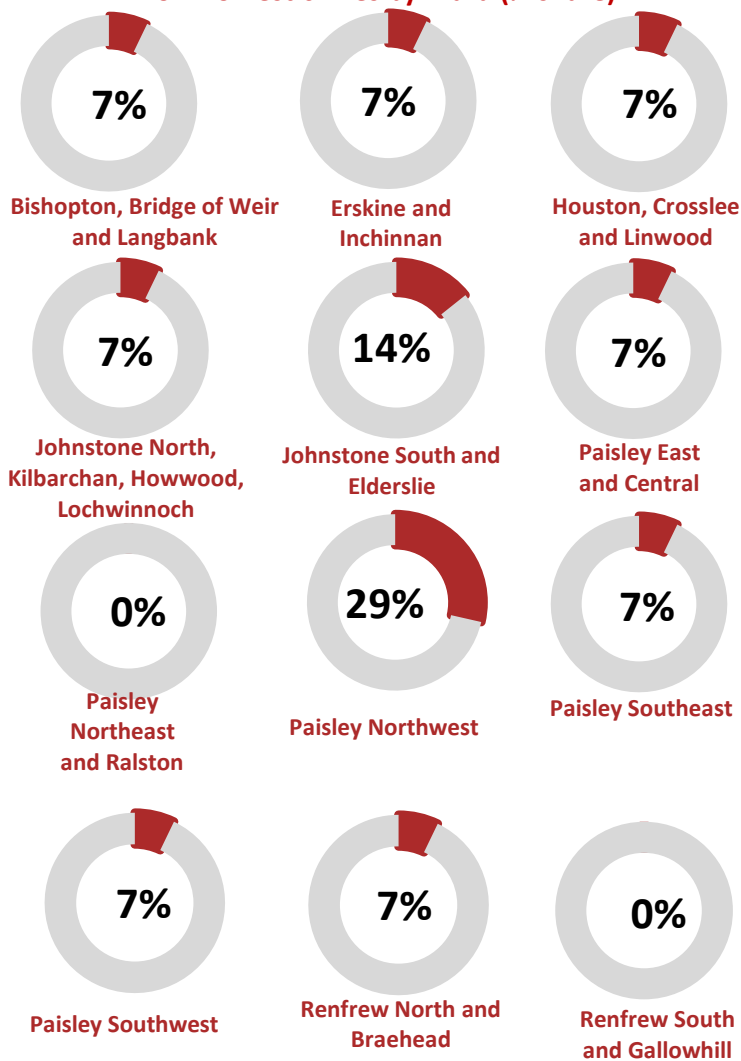 7%
7%
7%
Bishopton, Bridge of Weir
and Langbank
Erskine and
Inchinnan
Houston, Crosslee
and Linwood
7%
14%
7%
Johnstone North,
Kilbarchan, Howwood,
Lochwinnoch
Johnstone South and
Elderslie
Paisley East
and Central
0%
29%
7%
Paisley
Northeast
and Ralston
Paisley Northwest
Paisley Southeast
7%
7%
0%
Paisley Southwest
Renfrew North and
Braehead
Renfrew South
and Gallowhill